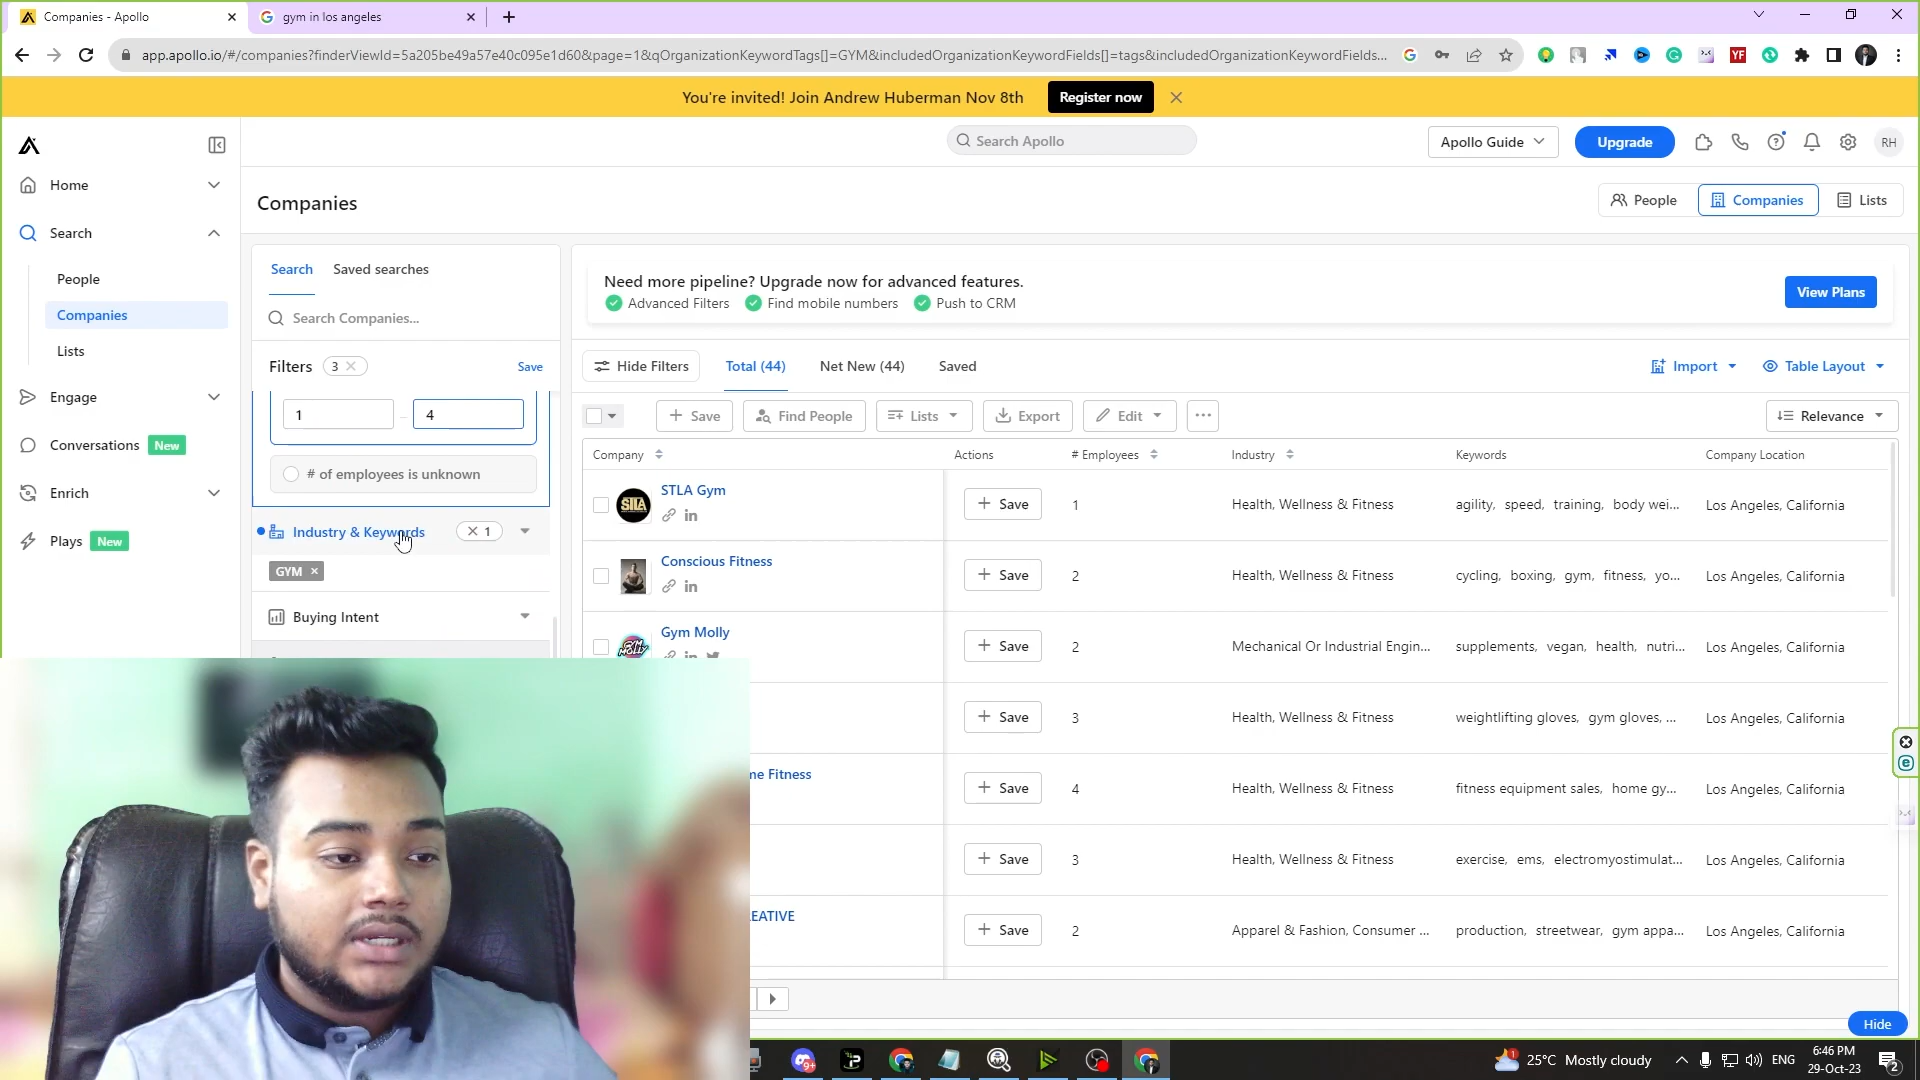 Companies - Apollo
gym in los angeles
app.apollo.io/#/companies?finderViewId=5a205be49a57e40c095e1d60&page=1&qOrganizationKeywordTags[]=GYM&includedOrganizationKeywordFields[]=tags&includedOrganizationKeywordFields...
You're invited! Join Andrew Huberman Nov 8th
Register now
Search Apollo
Apollo Guide
Upgrade
RH
Home
Search
People
Companies
Lists
Engage
Conversations New
Enrich
Plays New
Companies
People
Companies
Lists
Search
Saved searches
Search Companies...
Filters 3
Save
1 – 4
# of employees is unknown
Industry & Keywords
1
GYM
Buying Intent
Need more pipeline? Upgrade now for advanced features.
Advanced Filters
Find mobile numbers
Push to CRM
View Plans
Hide Filters
Total (44)
Net New (44)
Saved
Import
Table Layout
Save
Find People
Lists
Export
Edit
Relevance
Company
Actions
# Employees
Industry
Keywords
Company Location
STLA Gym
Save
1
Health, Wellness & Fitness
agility, speed, training, body wei...
Los Angeles, California
Conscious Fitness
Save
2
Health, Wellness & Fitness
cycling, boxing, gym, fitness, yo...
Los Angeles, California
GYM MOLLY
Gym Molly
Save
2
Mechanical Or Industrial Engin...
supplements, vegan, health, nutri...
Los Angeles, California
Save
3
Health, Wellness & Fitness
weightlifting gloves, gym gloves, ...
Los Angeles, California
me Fitness
Save
4
Health, Wellness & Fitness
fitness equipment sales, home gy...
Los Angeles, California
Save
3
Health, Wellness & Fitness
exercise, ems, electromyostimulat...
Los Angeles, California
EATIVE
Save
2
Apparel & Fashion, Consumer ...
production, streetwear, gym appa...
Los Angeles, California
Hide
25°C Mostly cloudy
ENG
6:46 PM
29-Oct-23
2